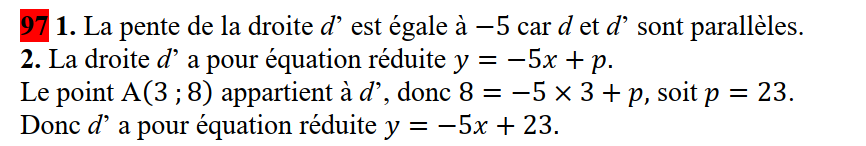 97 1. La pente de la droite d’ est égale à −5 car d et d’ sont parallèles.
2. La droite d’ a pour équation réduite y = −5x + p.
Le point A(3 ; 8) appartient à d’, donc 8 = −5 × 3 + p, soit p = 23.
Donc d’ a pour équation réduite y = −5x + 23.